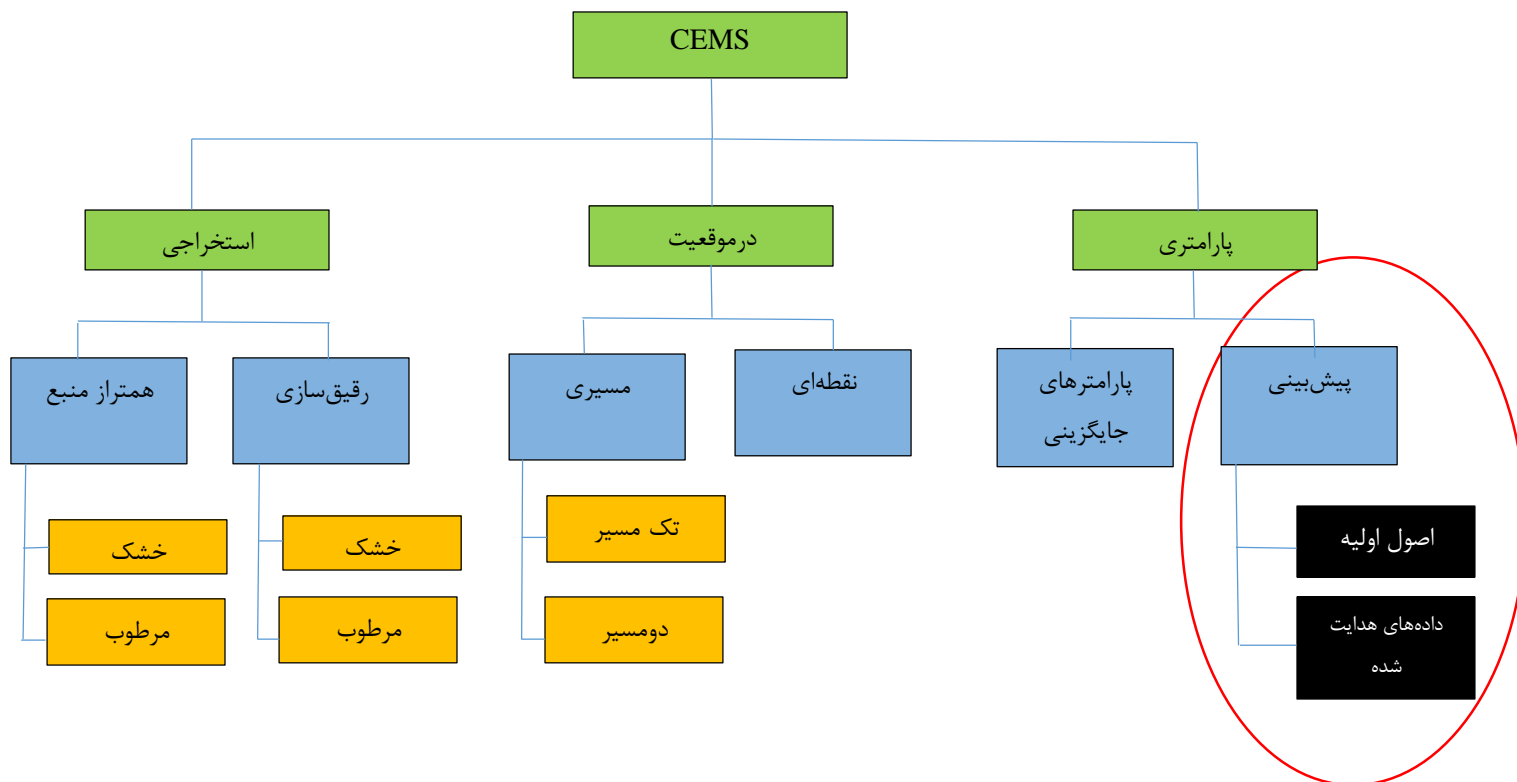 CEMS
استخراجی
درموقعیت
پارامتری
همتراز منبع
رقیق‌سازی
مسیری
نقطه‌ای
پارامترهای
جایگزینی
پیش‌بینی
خشک
خشک
تک مسیر
اصول اولیه
مرطوب
مرطوب
دومسیر
داده‌های هدایت
شده